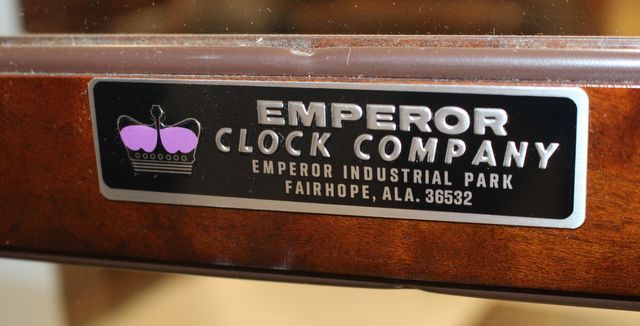 EMPEROR
CLOCK COMPANY
EMPEROR INDUSTRIAL PARK
FAIRHOPE, ALA. 36532